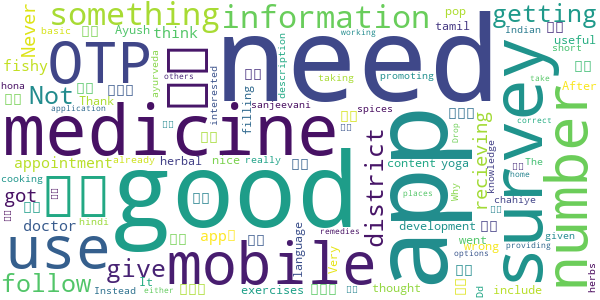 something
information
getting
Never
pop
Ayush
think
tamil
Indian
useful
basic
working
short
OTP
need
fishy
Not
After
Thank
ayurveda
interested
filling
description
taking
promoting
others
application
sanjeevani
medicine
app
survey
number
district
recieving
spices
Drop
take
correct
appointment
already
herbal
nice
really
content
yoga
The
home
cooking
good
places
Why
knowledge
got
give
mobile
use
doctor
language
development
chahiye
remedies
went
wrong
given
options
providing
hona
hindi
It
Very
thought
follow
Instead
either
exercises
Dd
include
herbs